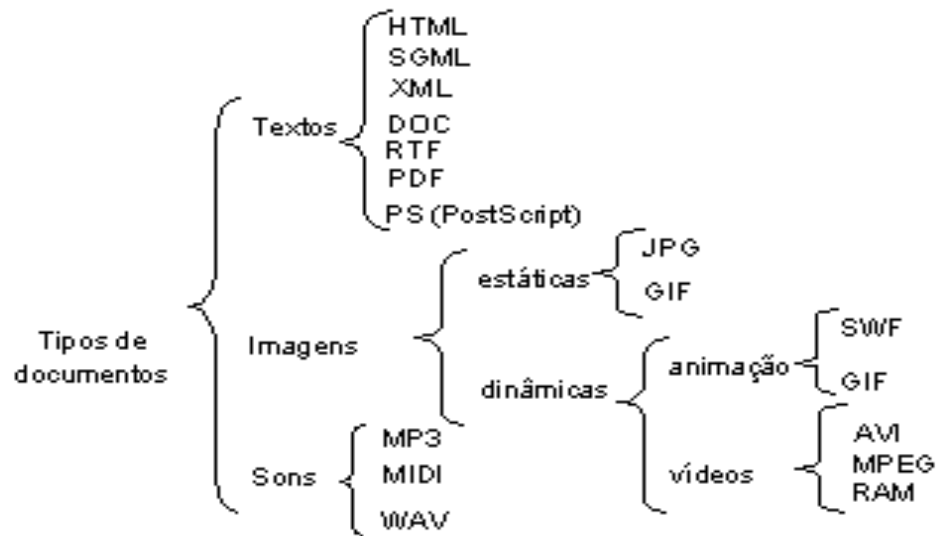 HTML
SGML
XML
Textos
DOC
RTF
PDF
PS (PostScript)
JPG
estáticas
GIF
SWF
Tipos de
documentos
Imagens
animação
dinâmicas
GIF
MP3
AVI
Sons
MIDI
vídeos
MPEG
RAM
WAV